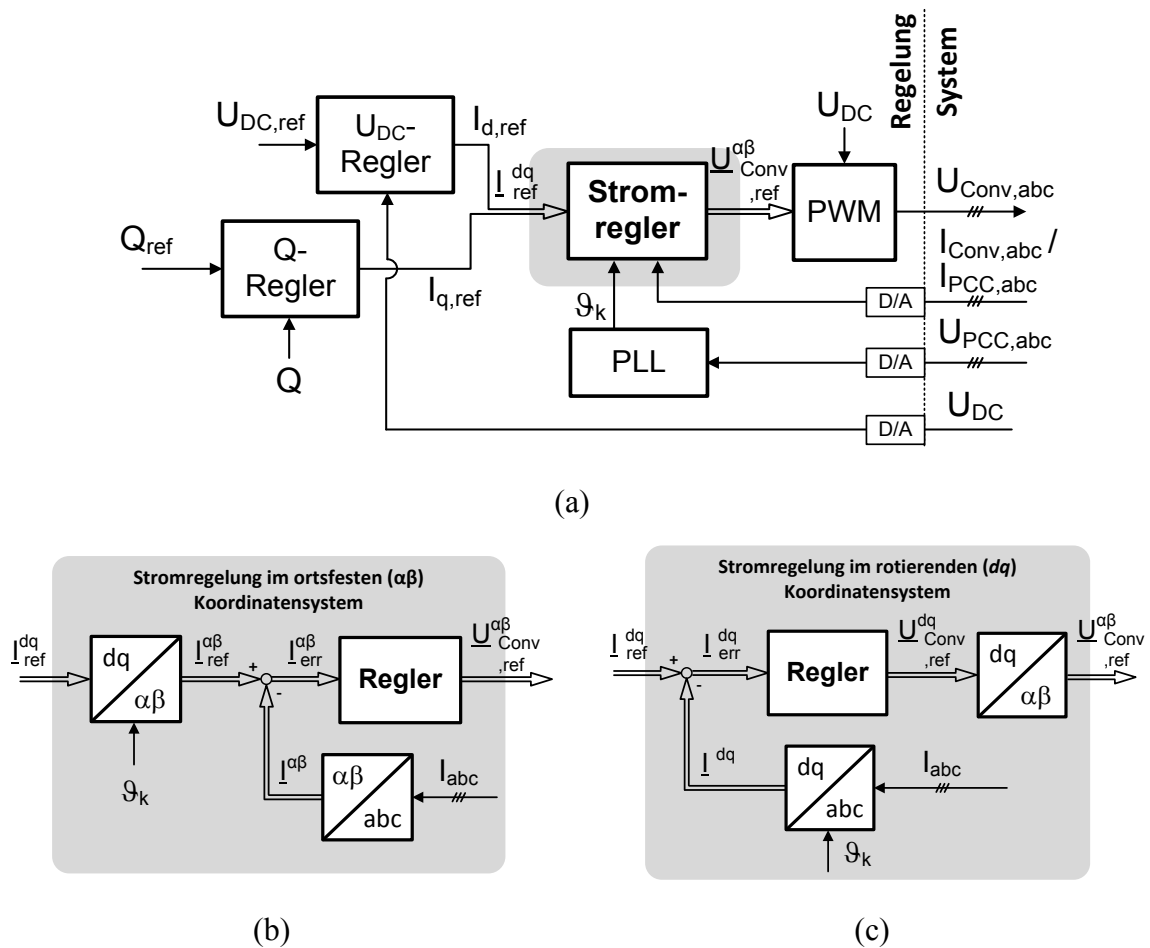 Regelung
System
U_DC,ref
U_DC-
Regler
I_d,ref
I^dq_ref
Strom-
regler
U^αβ_Conv
,ref
U_DC
PWM
U_Conv,abc
I_Conv,abc /
I_PCC,abc
Q_ref
Q-
Regler
I_q,ref
Q
ϑ_k
PLL
D/A
D/A
U_PCC,abc
D/A
U_DC
(a)
Stromregelung im ortsfesten (αβ)
Koordinatensystem
I^dq_ref
dq
αβ
I^αβ_ref
+
-
I^αβ_err
Regler
U^αβ_Conv
,ref
ϑ_k
I^αβ
αβ
abc
I_abc
(b)
Stromregelung im rotierenden (dq)
Koordinatensystem
I^dq_ref
+
-
I^dq_err
Regler
U^dq_Conv
,ref
dq
αβ
U^αβ_Conv
,ref
I^dq
dq
abc
I_abc
ϑ_k
(c)